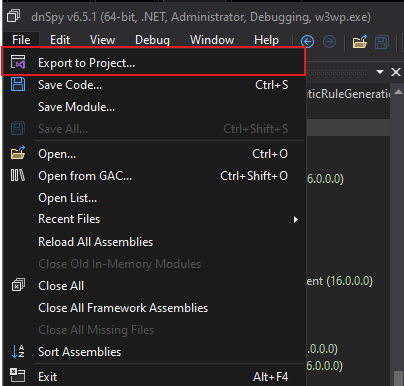 dnSpy v6.5.1 (64-bit, .NET, Administrator, Debugging, w3wp.exe)
File Edit View Debug Window Help
Export to Project...
Save Code... Ctrl+S
Save Module...
Save All... Ctrl+Shift+S
Open... Ctrl+O
Open from GAC... Ctrl+Shift+O
Open List...
Recent Files
Reload All Assemblies
Close Old In-Memory Modules
Close All
Close All Framework Assemblies
Close All Missing Files
Sort Assemblies
Exit Alt+F4
aticRuleGeneration
16.0.0.0)
ent (16.0.0.0)
.0.0.0)
6.0.0.0)